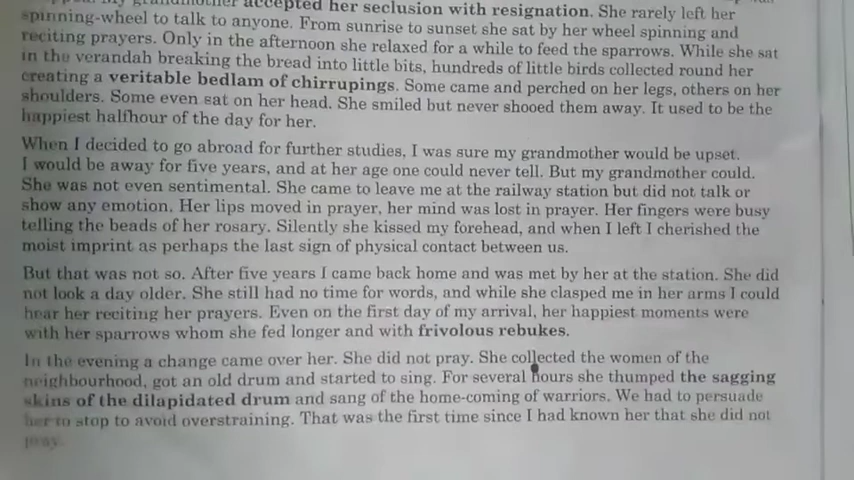 grandmother accepted her seclusion with resignation. She rarely left her
spinning-wheel to talk to anyone. From sunrise to sunset she sat by her wheel spinning and
reciting prayers. Only in the afternoon she relaxed for a while to feed the sparrows. While she sat
in the verandah breaking the bread into little bits, hundreds of little birds collected round her
creating a veritable bedlam of chirrupings. Some came and perched on her legs, others on her
shoulders. Some even sat on her head. She smiled but never shooed them away. It used to be the
happiest halfhour of the day for her.
When I decided to go abroad for further studies, I was sure my grandmother would be upset.
I would be away for five years, and at her age one could never tell. But my grandmother could.
She was not even sentimental. She came to leave me at the railway station but did not talk or
show any emotion. Her lips moved in prayer, her mind was lost in prayer. Her fingers were busy
telling the beads of her rosary. Silently she kissed my forehead, and when I left I cherished the
moist imprint as perhaps the last sign of physical contact between us.
But that was not so. After five years I came back home and was met by her at the station. She did
not look a day older. She still had no time for words, and while she clasped me in her arms I could
hear her reciting her prayers. Even on the first day of my arrival, her happiest moments were
with her sparrows whom she fed longer and with frivolous rebukes.
In the evening a change came over her. She did not pray. She collected the women of the
neighbourhood, got an old drum and started to sing. For several hours she thumped the sagging
skins of the dilapidated drum and sang of the home-coming of warriors. We had to persuade
her to stop to avoid overstraining. That was the first time since I had known her that she did not
pray.